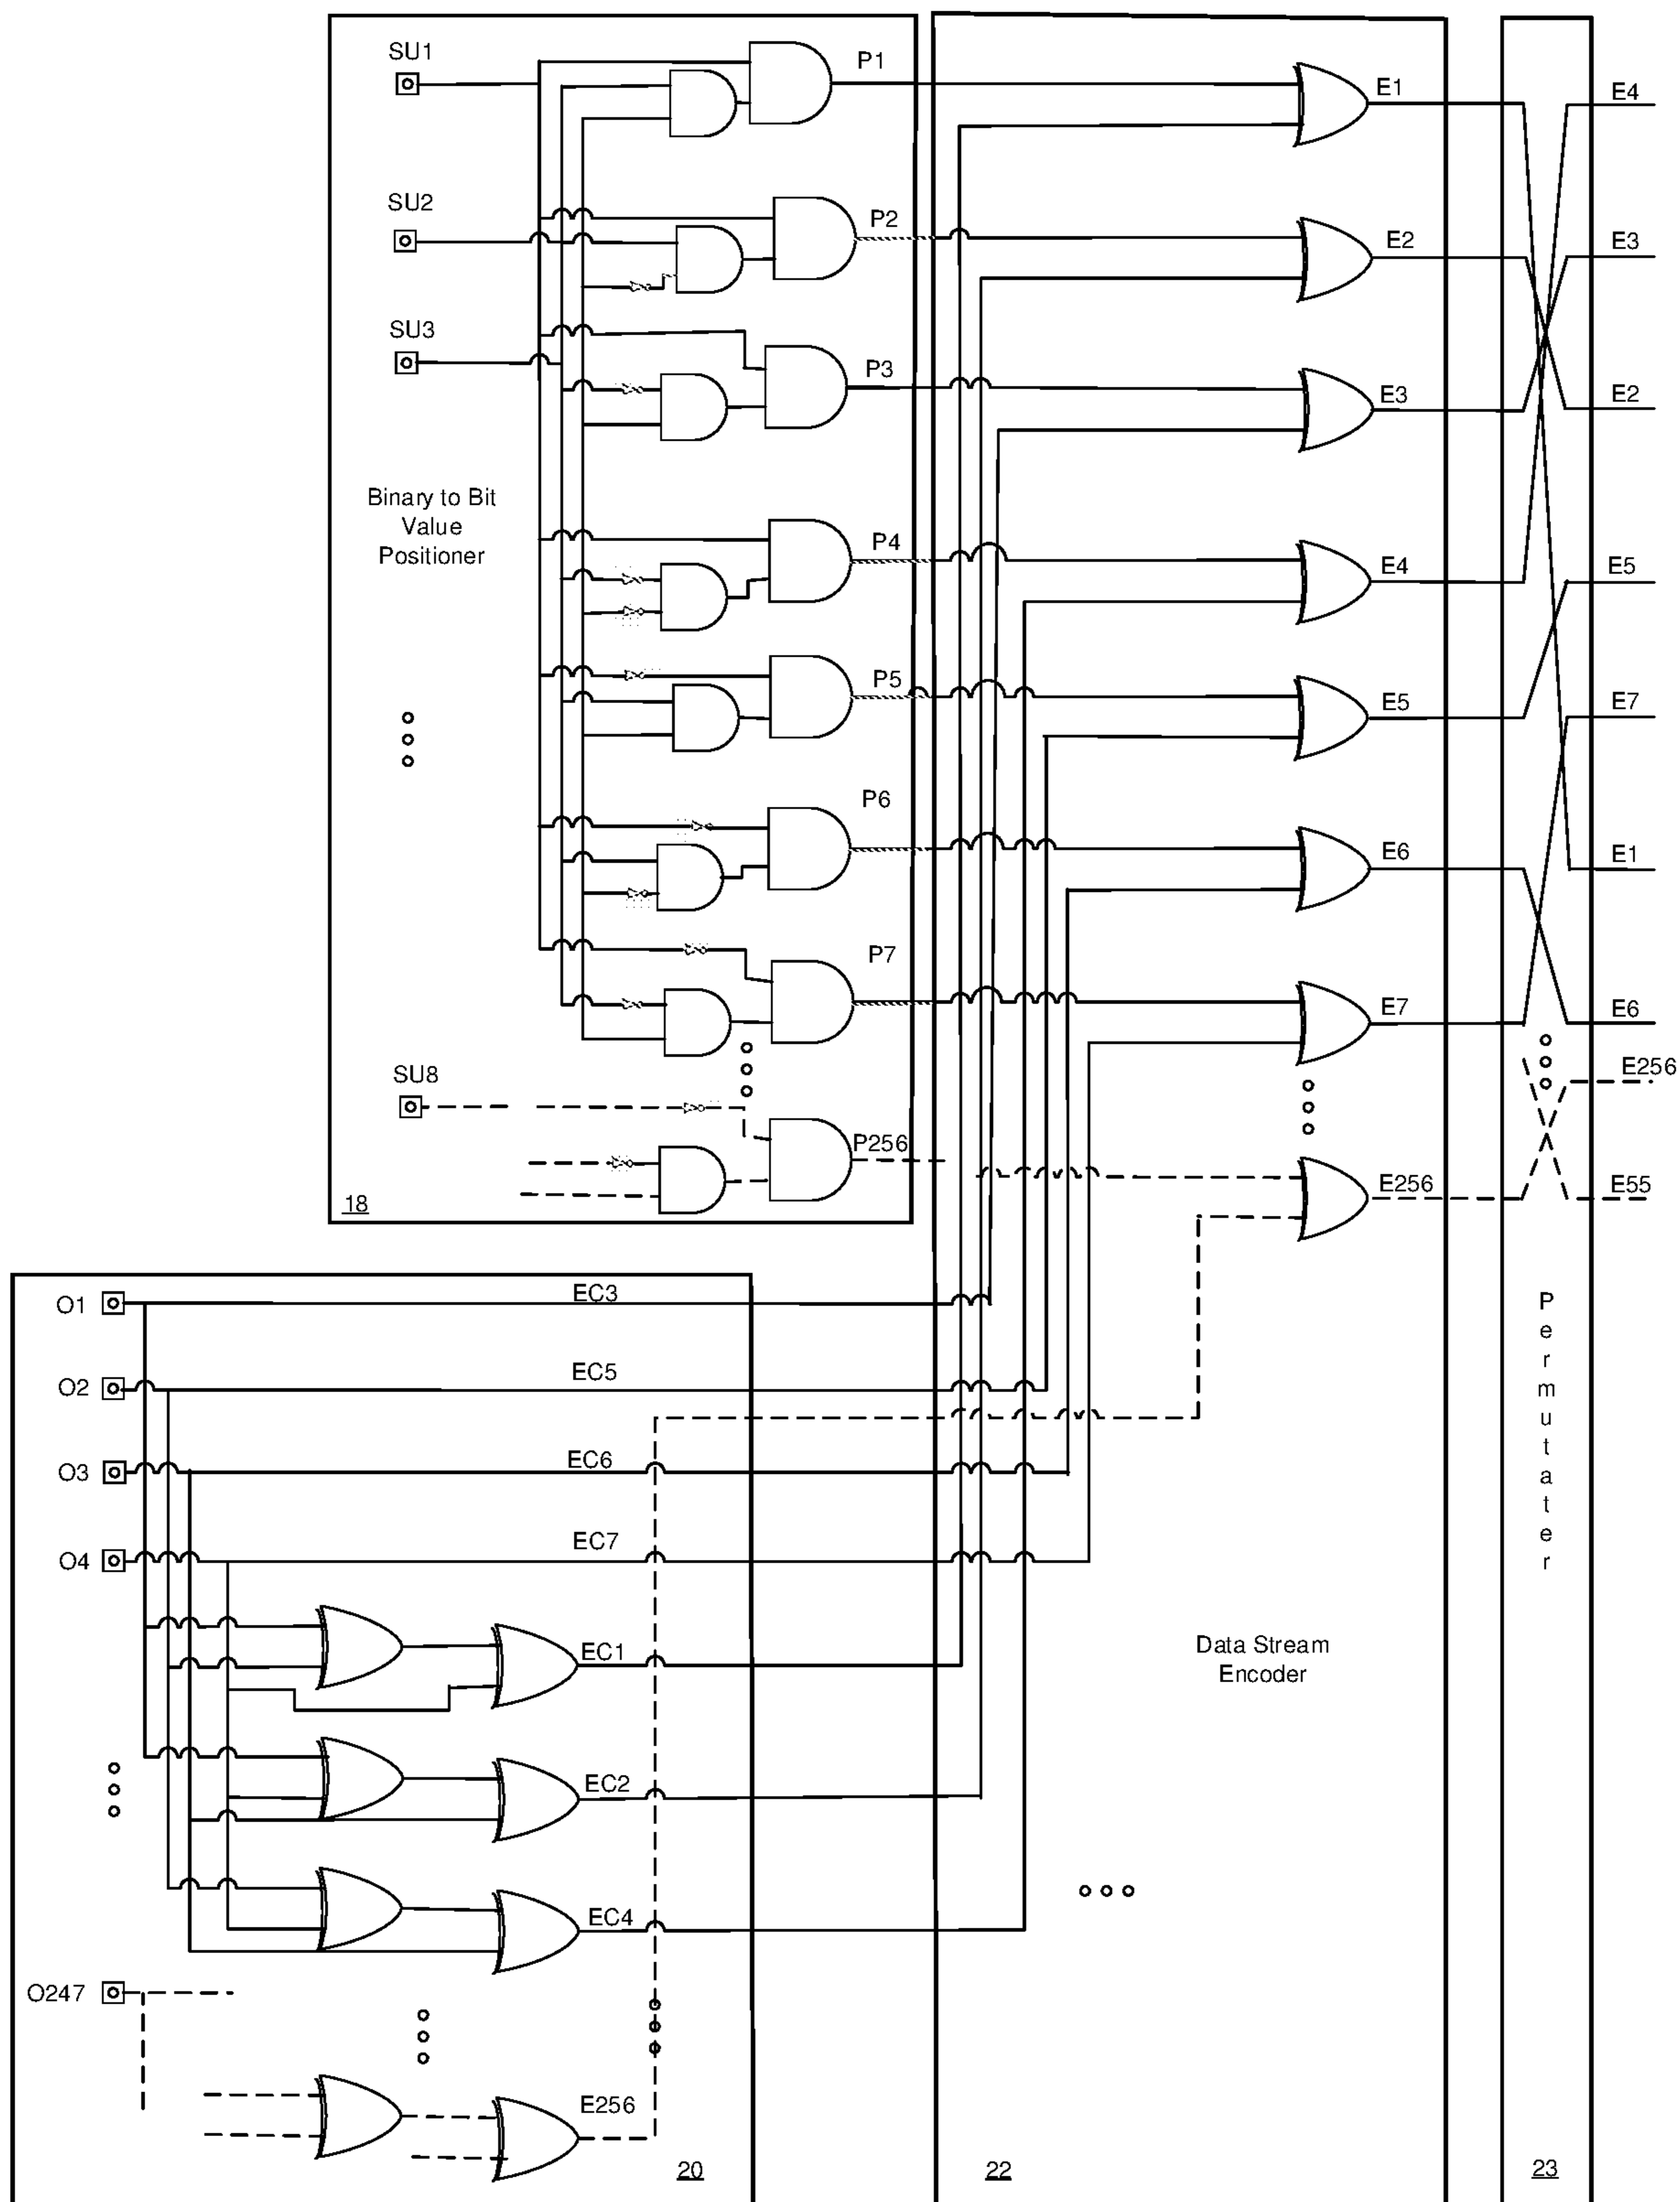 SU1
P1
E1
E4
SU2
P2
E2
E3
SU3
P3
E3
E2
Binary to Bit
Value
Positioner
P4
E4
E5
P5
E5
E7
P6
E6
E1
P7
E7
E6
SU8
E256
P256
E256
E55
18
O1
EC3
O2
EC5
O3
EC6
O4
EC7
Permutater
EC1
Data Stream
Encoder
EC2
EC4
O247
E256
20
22
23